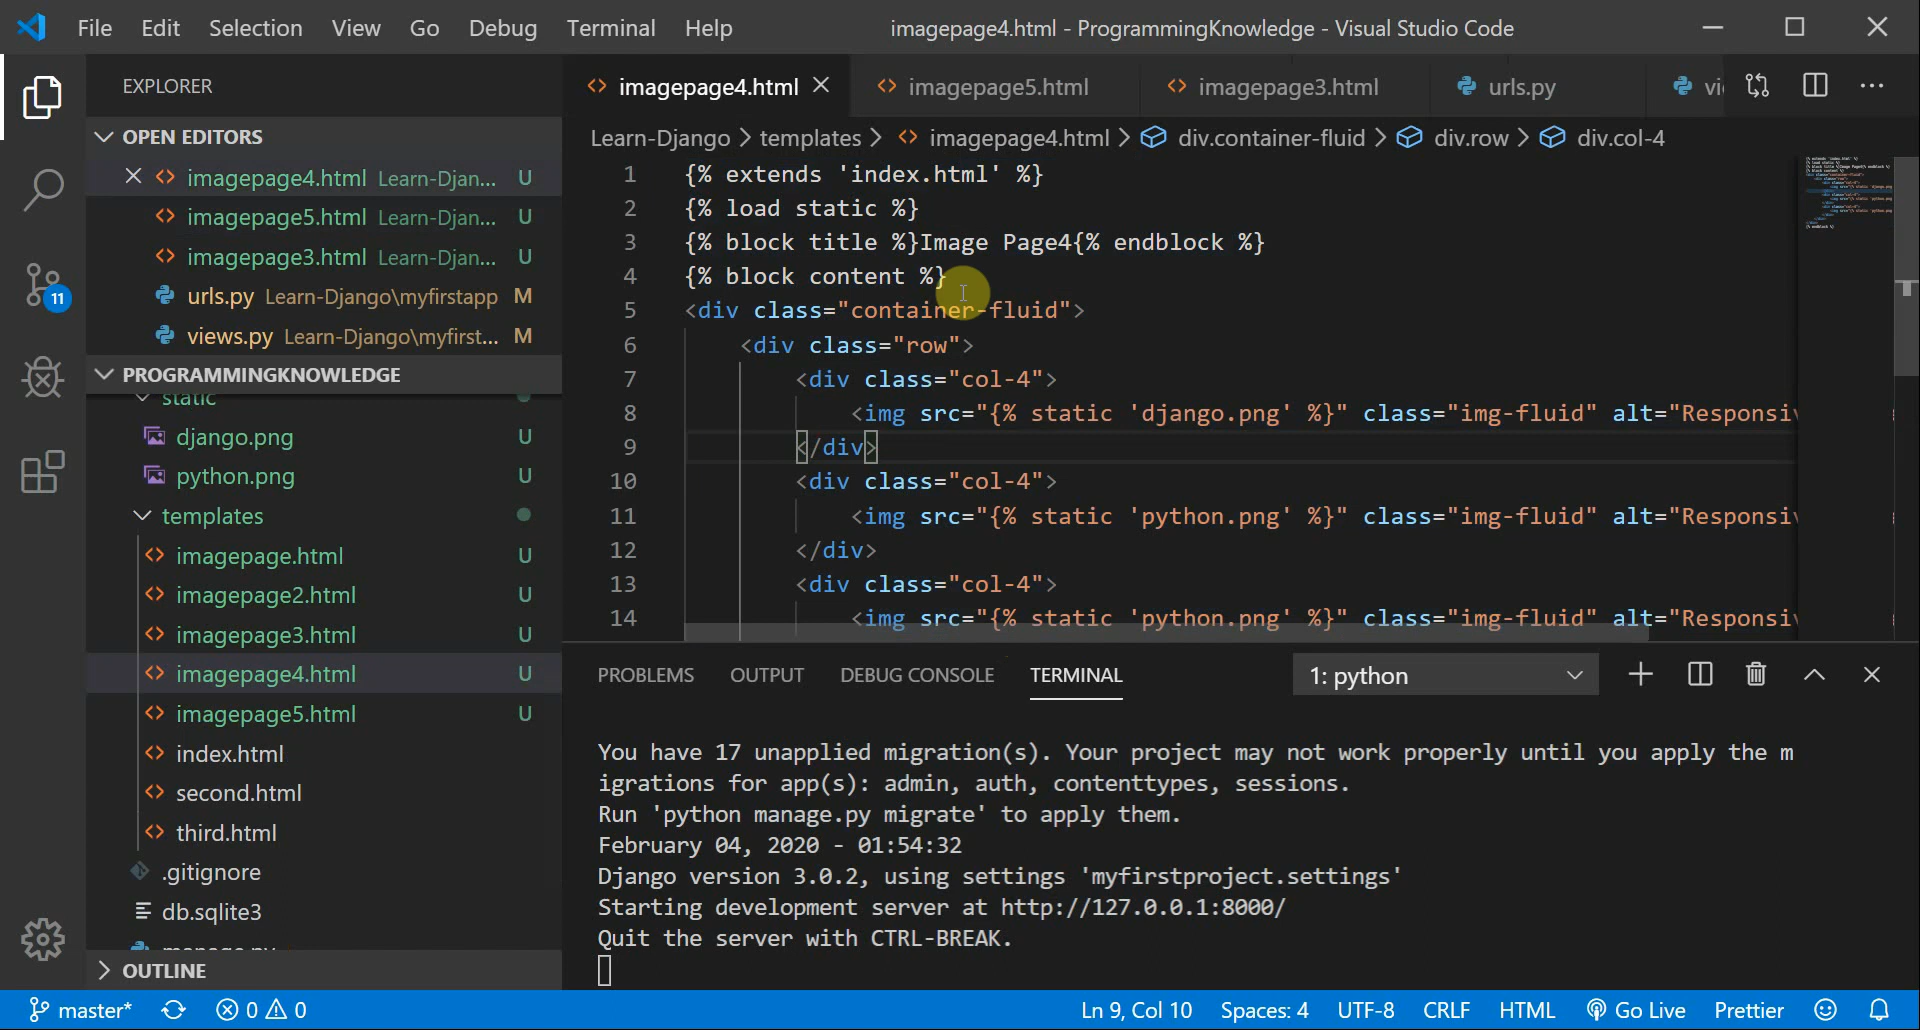 File Edit Selection View Go Debug Terminal Help
imagepage4.html - ProgrammingKnowledge - Visual Studio Code
EXPLORER
OPEN EDITORS
imagepage4.html Learn-Djan... U
imagepage5.html Learn-Djan... U
imagepage3.html Learn-Djan... U
urls.py Learn-Django\myfirstapp M
views.py Learn-Django\myfirst... M
11
PROGRAMMINGKNOWLEDGE
static
django.png U
python.png U
templates
imagepage.html U
imagepage2.html U
imagepage3.html U
imagepage4.html U
imagepage5.html U
index.html
second.html
third.html
.gitignore
db.sqlite3
manage.py
OUTLINE
imagepage4.html imagepage5.html imagepage3.html urls.py vi
Learn-Django > templates > imagepage4.html > div.container-fluid > div.row > div.col-4
1 {% extends 'index.html' %}
2 {% load static %}
3 {% block title %}Image Page4{% endblock %}
4 {% block content %}
5 <div class="container-fluid">
6 <div class="row">
7 <div class="col-4">
8 <img src="{% static 'django.png' %}" class="img-fluid" alt="Responsiv
9 </div>
10 <div class="col-4">
11 <img src="{% static 'python.png' %}" class="img-fluid" alt="Responsiv
12 </div>
13 <div class="col-4">
14 <img src="{% static 'python.png' %}" class="img-fluid" alt="Responsiv
PROBLEMS OUTPUT DEBUG CONSOLE TERMINAL 1: python
You have 17 unapplied migration(s). Your project may not work properly until you apply the m
igrations for app(s): admin, auth, contenttypes, sessions.
Run 'python manage.py migrate' to apply them.
February 04, 2020 - 01:54:32
Django version 3.0.2, using settings 'myfirstproject.settings'
Starting development server at http://127.0.0.1:8000/
Quit the server with CTRL-BREAK.
master* 0 0 Ln 9, Col 10 Spaces: 4 UTF-8 CRLF HTML Go Live Prettier